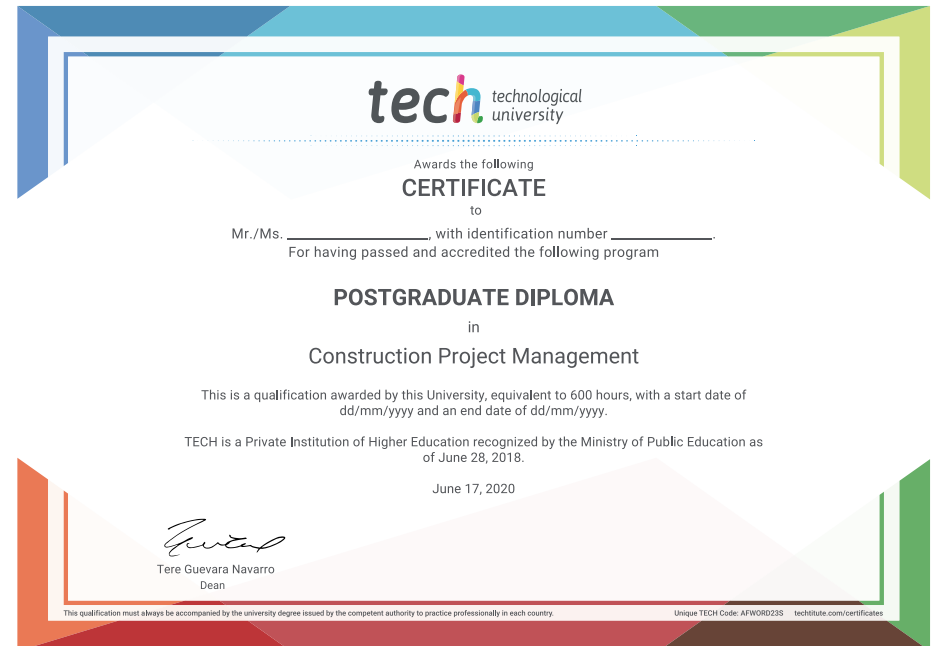 tech technological
university
Awards the following
CERTIFICATE
to
Mr./Ms. ____________________, with identification number ______________.
For having passed and accredited the following program
POSTGRADUATE DIPLOMA
in
Construction Project Management
This is a qualification awarded by this University, equivalent to 600 hours, with a start date of
dd/mm/yyyy and an end date of dd/mm/yyyy.
TECH is a Private Institution of Higher Education recognized by the Ministry of Public Education as
of June 28, 2018.
June 17, 2020
Tere Guevara Navarro
Dean
This qualification must always be accompanied by the university degree issued by the competent authority to practice professionally in each country. Unique TECH Code: AFWORD23S techtitute.com/certificates